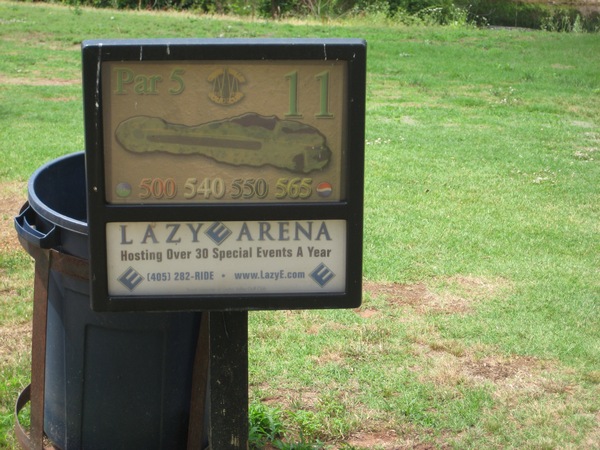 Par 5
11
500 540 550 565
LAZY E ARENA
Hosting Over 30 Special Events A Year
E (405) 282-RIDE • www.LazyE.com E